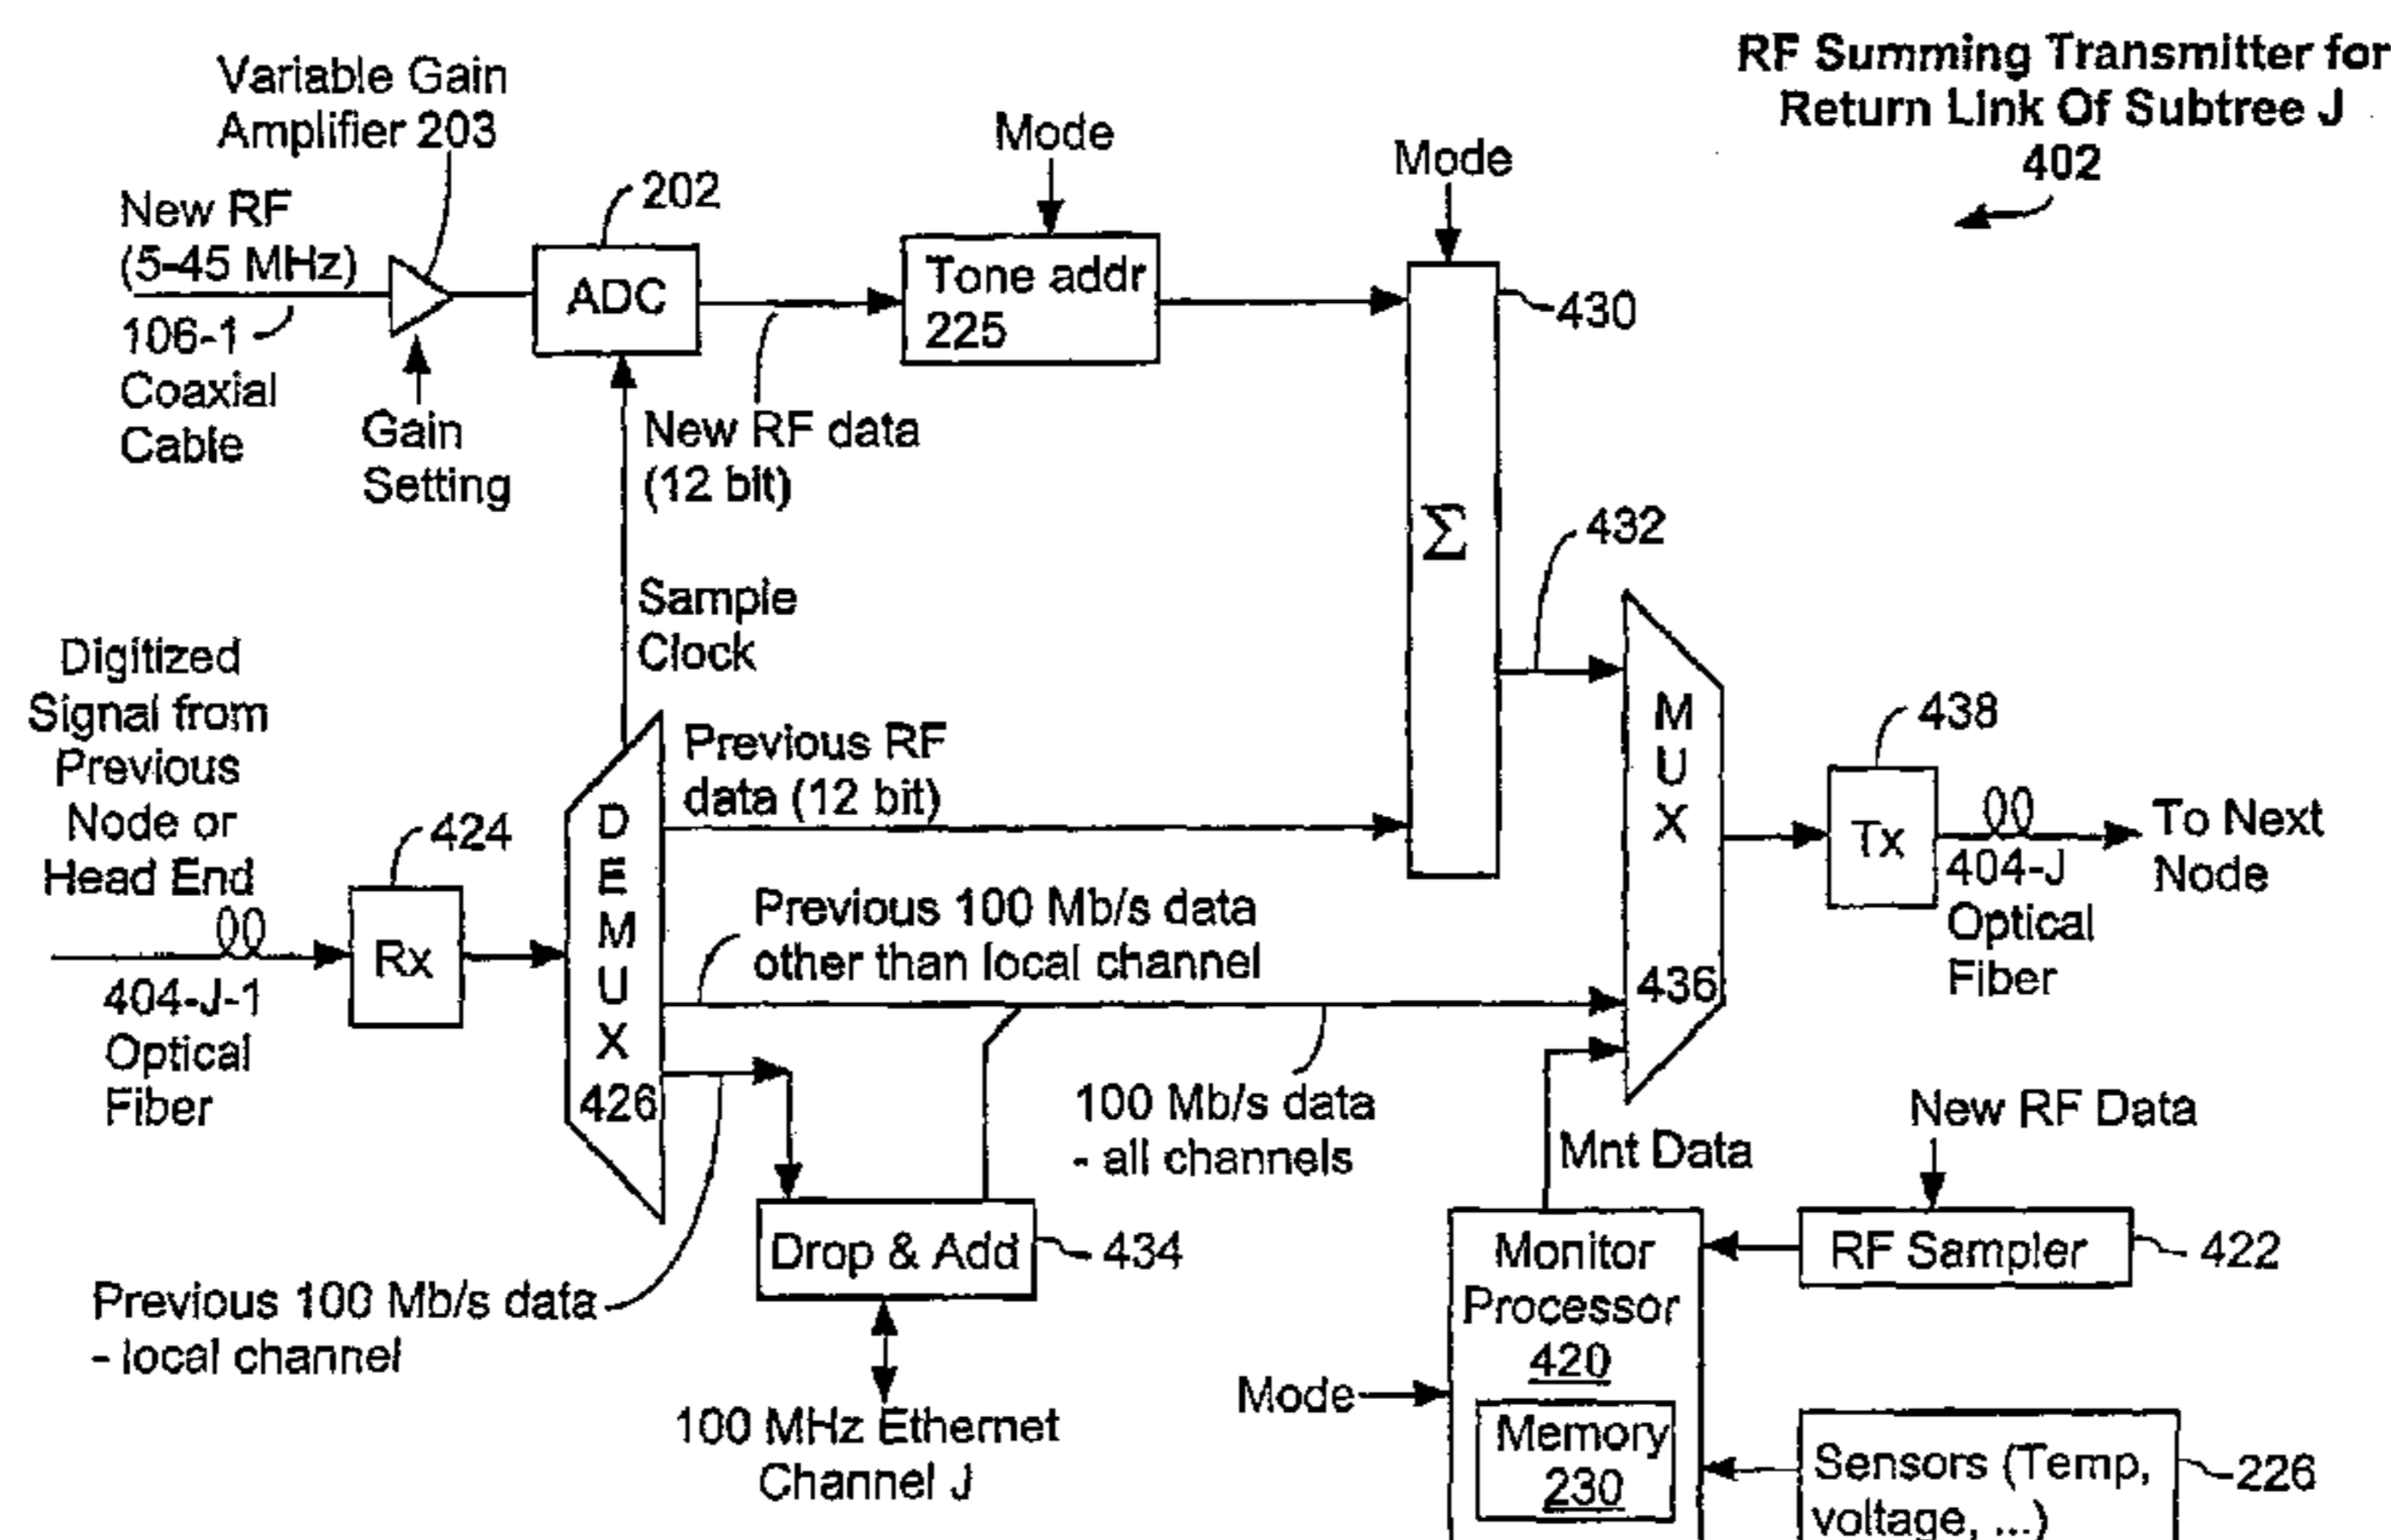 RF Summing Transmitter for
Return Link Of Subtree J
402
Variable Gain
Amplifier 203
New RF
(5-45 MHz)
106-1
Coaxial
Cable
Gain
Setting
202
ADC
New RF data
(12 bit)
Mode
Tone addr
225
Mode
430
Σ
432
Sample
Clock
Digitized
Signal from
Previous
Node or
Head End
404-J-1
Optical
Fiber
424
Rx
DEMUX
426
Previous RF
data (12 bit)
Previous 100 Mb/s data
other than local channel
100 Mb/s data
- all channels
Previous 100 Mb/s data
- local channel
Drop & Add
434
100 MHz Ethernet
Channel J
MUX
436
438
Tx
404-J
Optical
Fiber
To Next
Node
Mnt Data
New RF Data
RF Sampler
422
Monitor
Processor
420
Mode
Memory
230
Sensors (Temp,
voltage, ...)
226